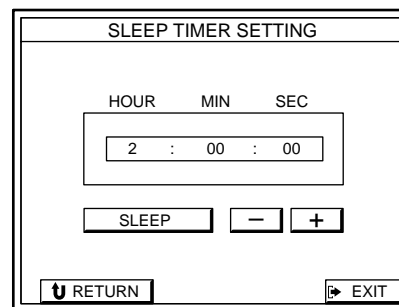 SLEEP TIMER SETTING
HOUR MIN SEC
2 : 00 : 00
SLEEP − +
RETURN EXIT